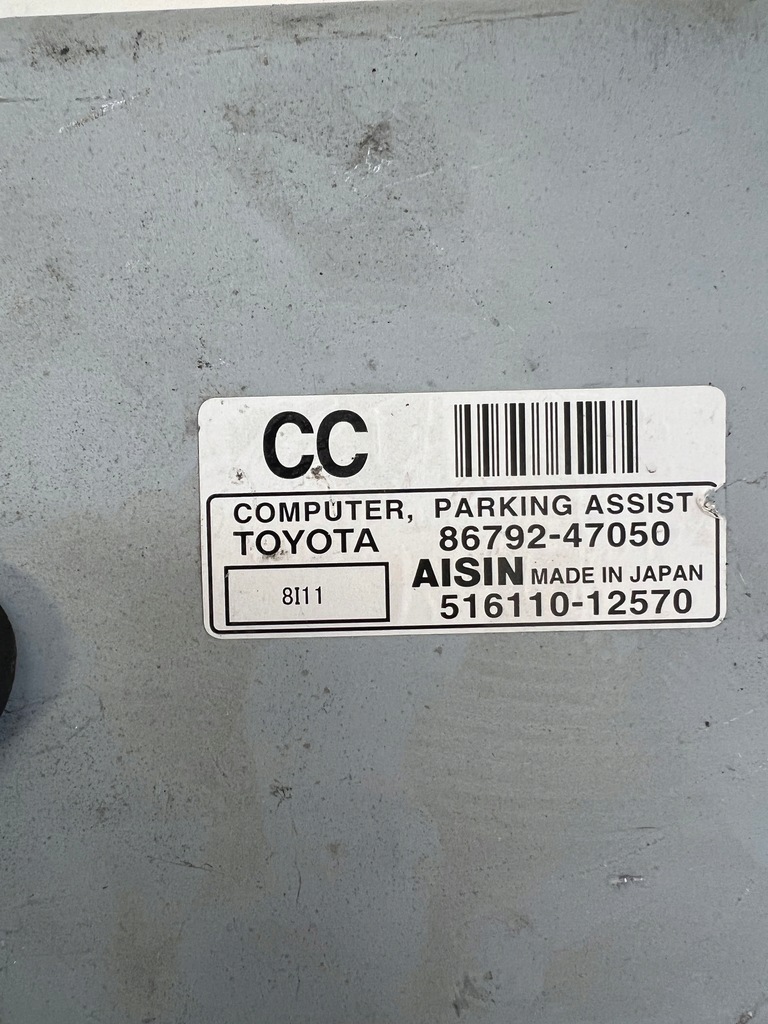 CC
COMPUTER, PARKING ASSIST
TOYOTA 86792-47050
AISIN MADE IN JAPAN
8I11
516110-12570